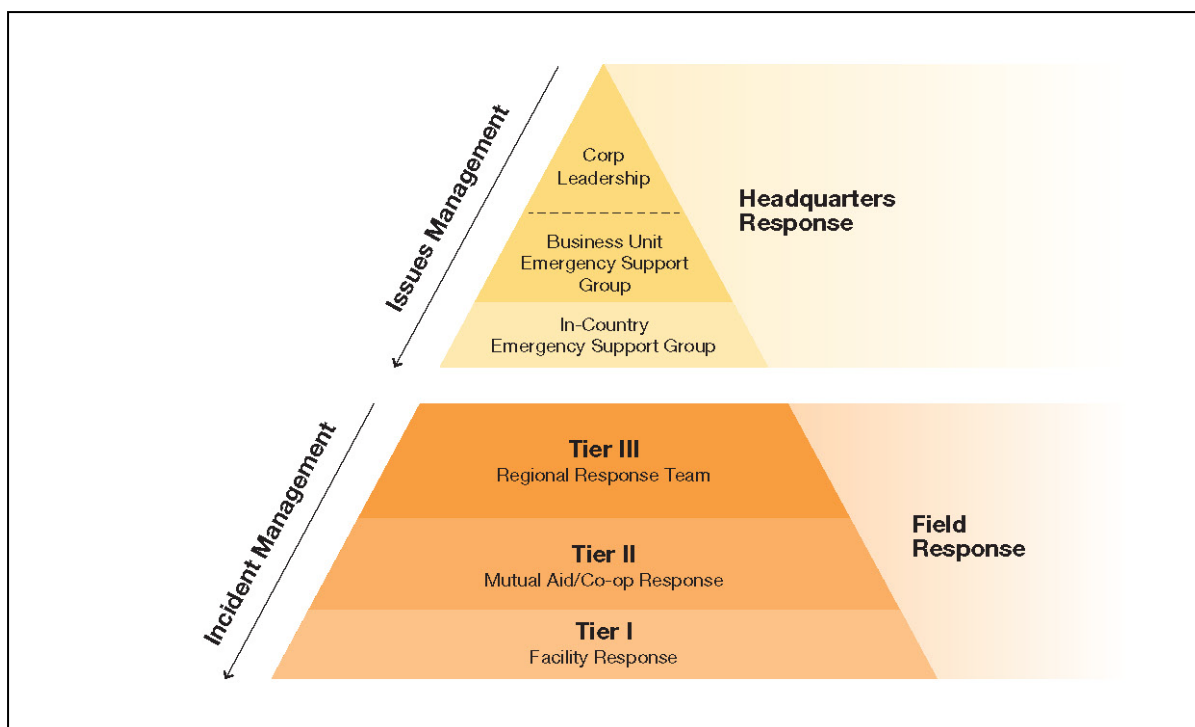 Issues Management
Corp
Leadership
Business Unit
Emergency Support
Group
In-Country
Emergency Support Group
Headquarters
Response
Incident Management
Tier III
Regional Response Team
Tier II
Mutual Aid/Co-op Response
Tier I
Facility Response
Field
Response